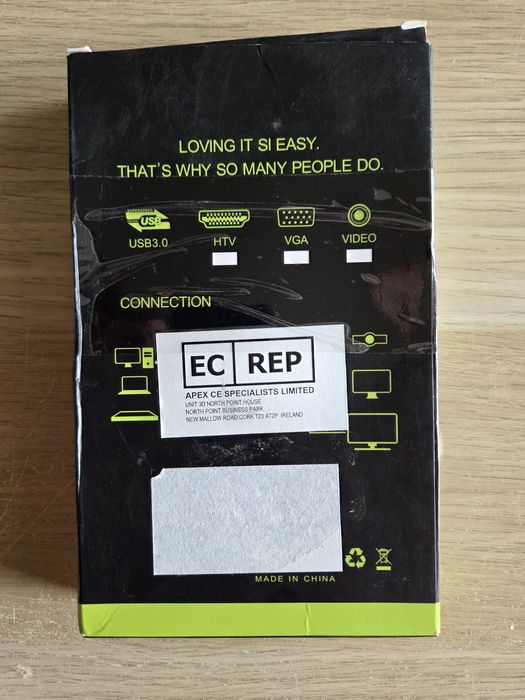 LOVING IT SI EASY.
THAT'S WHY SO MANY PEOPLE DO.
SUPERSPEED
USB
USB3.0 HTV VGA VIDEO
CONNECTION
EC REP
APEX CE SPECIALISTS LIMITED
UNIT 3D NORTH POINT HOUSE
NORTH POINT BUSINESS PARK
NEW MALLOW ROAD,CORK T23 AT2P IRELAND
MADE IN CHINA